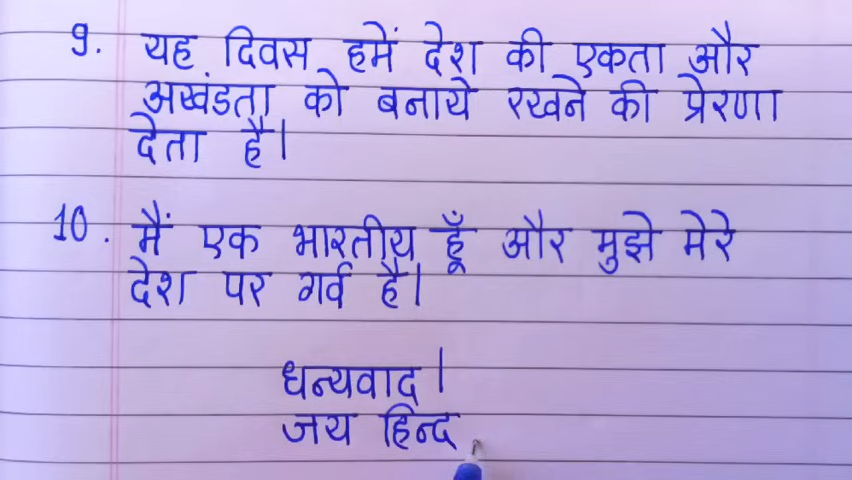 9. यह दिवस हमें देश की एकता और
अखंडता को बनाये रखने की प्रेरणा
देता है।
10. मैं एक भारतीय हूँ और मुझे मेरे
देश पर गर्व है।
धन्यवाद।
जय हिन्द